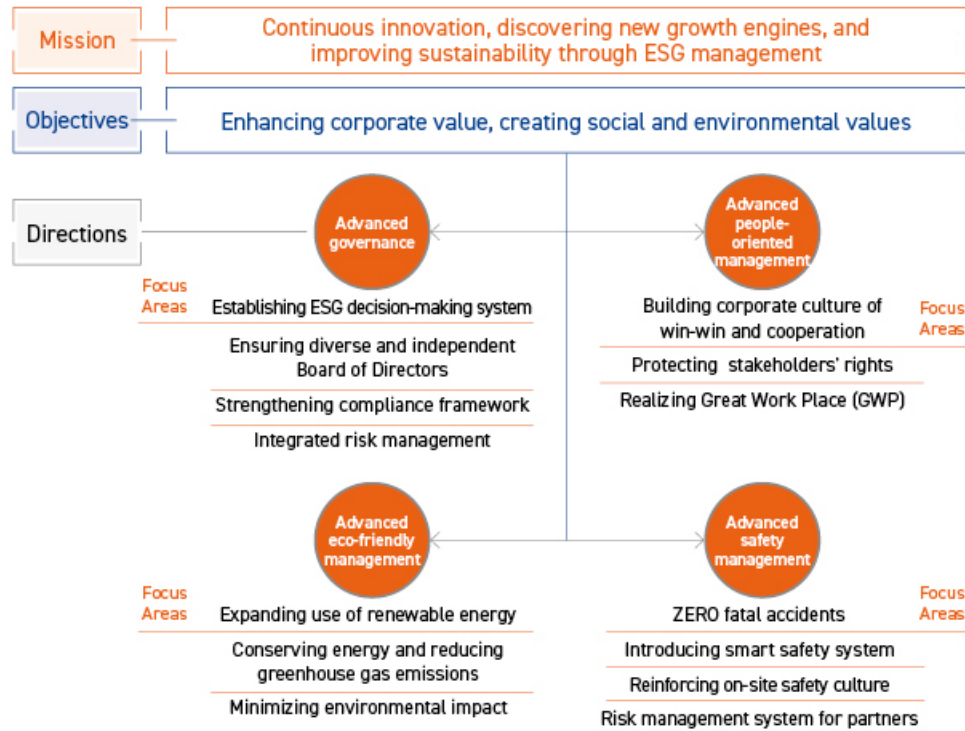 Mission
Continuous innovation, discovering new growth engines, and
improving sustainability through ESG management
Objectives
Enhancing corporate value, creating social and environmental values
Directions
Advanced
governance
Focus
Areas
Establishing ESG decision-making system
Ensuring diverse and independent
Board of Directors
Strengthening compliance framework
Integrated risk management
Advanced
people-
oriented
management
Focus
Areas
Building corporate culture of
win-win and cooperation
Protecting stakeholders' rights
Realizing Great Work Place (GWP)
Advanced
eco-friendly
management
Focus
Areas
Expanding use of renewable energy
Conserving energy and reducing
greenhouse gas emissions
Minimizing environmental impact
Advanced
safety
management
Focus
Areas
ZERO fatal accidents
Introducing smart safety system
Reinforcing on-site safety culture
Risk management system for partners